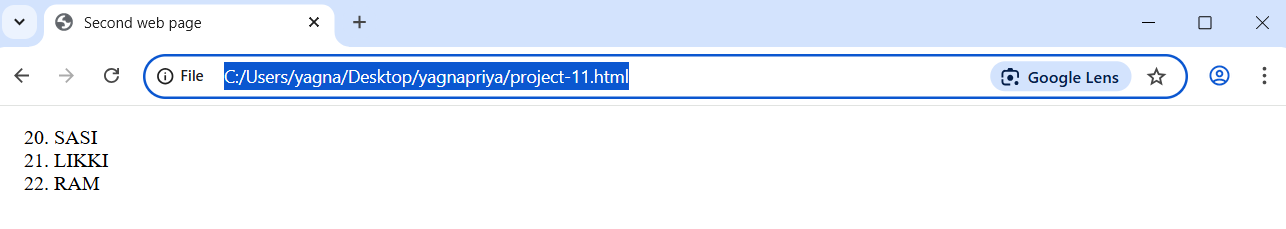 Second web page
File C:/Users/yagna/Desktop/yagnapriya/project-11.html Google Lens
20. SASI
21. LIKKI
22. RAM